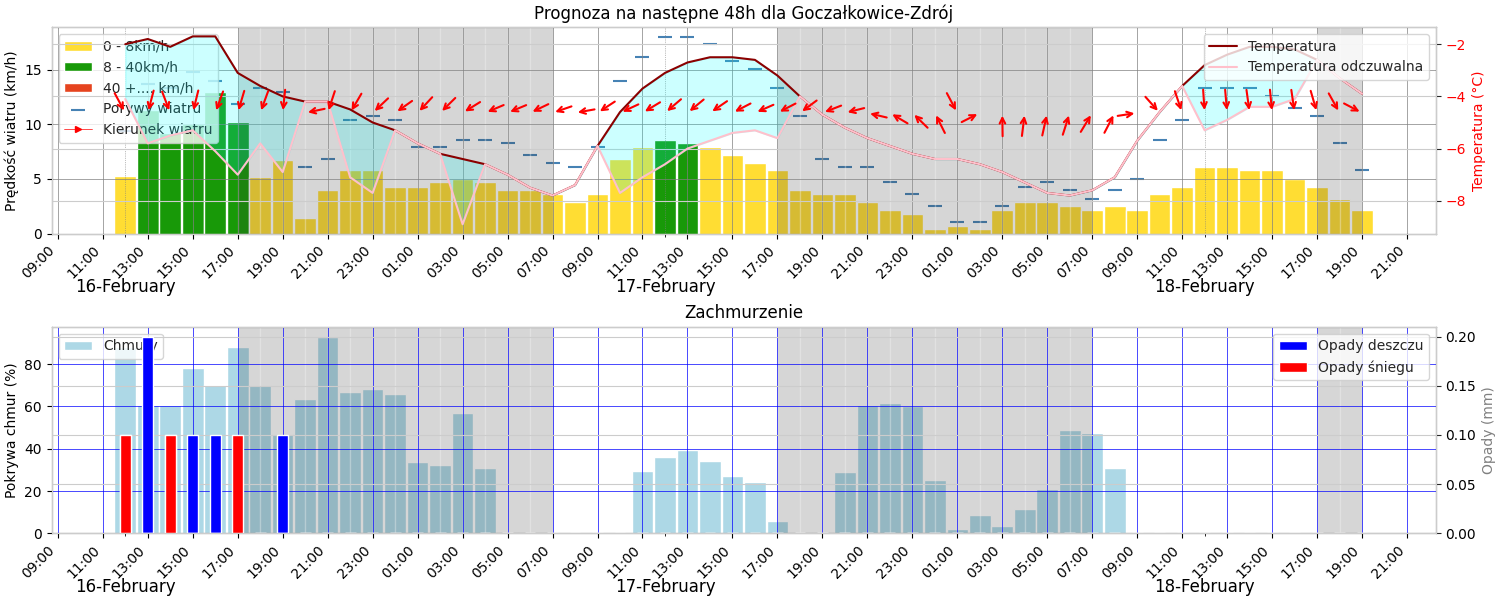 Prognoza na następne 48h dla Goczałkowice-Zdrój
Prędkość wiatru (km/h)
15
10
5
0
0 - 8km/h
8 - 40km/h
40 +.... km/h
Porywy wiatru
Kierunek wiatru
Temperatura
Temperatura odczuwalna
−2
−4
−6
−8
Temperatura (°C)
09:00 11:00 13:00 15:00 17:00 19:00 21:00 23:00 01:00 03:00 05:00 07:00 09:00 11:00 13:00 15:00 17:00 19:00 21:00 23:00 01:00 03:00 05:00 07:00 09:00 11:00 13:00 15:00 17:00 19:00 21:00
16-February 17-February 18-February
Zachmurzenie
Pokrywa chmur (%)
80
60
40
20
0
Chmury
Opady deszczu
Opady śniegu
0.20
0.15
0.10
0.05
0.00
Opady (mm)
09:00 11:00 13:00 15:00 17:00 19:00 21:00 23:00 01:00 03:00 05:00 07:00 09:00 11:00 13:00 15:00 17:00 19:00 21:00 23:00 01:00 03:00 05:00 07:00 09:00 11:00 13:00 15:00 17:00 19:00 21:00
16-February 17-February 18-February